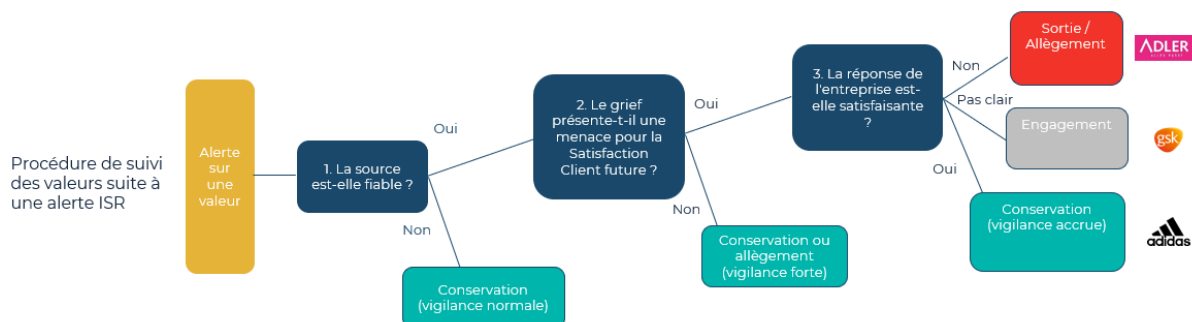 Procédure de suivi
des valeurs suite à
une alerte ISR
Alerte
sur
une
valeur
1. La source
est-elle fiable ?
Oui
Non
Conservation
(vigilance normale)
2. Le grief
présente-t-il une
menace pour la
Satisfaction
Client future ?
Oui
Non
Conservation ou
allègement
(vigilance forte)
3. La réponse de
l'entreprise est-
elle satisfaisante
?
Non
Pas clair
Oui
Sortie /
Allègement
ADLER
Engagement
gsk
Conservation
(vigilance accrue)
adidas